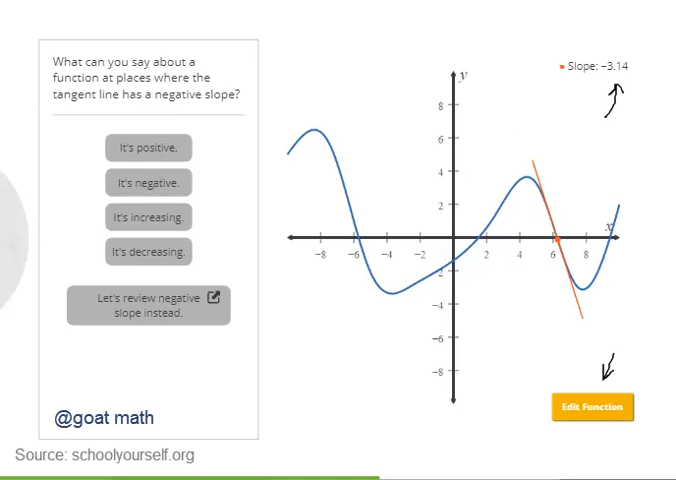 What can you say about a
function at places where the
tangent line has a negative slope?
It's positive.
It's negative.
It's increasing.
It's decreasing.
Let's review negative
slope instead.
@goat math
Source: schoolyourself.org
Slope: −3.14
y
8
6
4
2
x
−8 −6 −4 −2 0 2 4 6 8
−2
−4
−6
−8
Edit Function